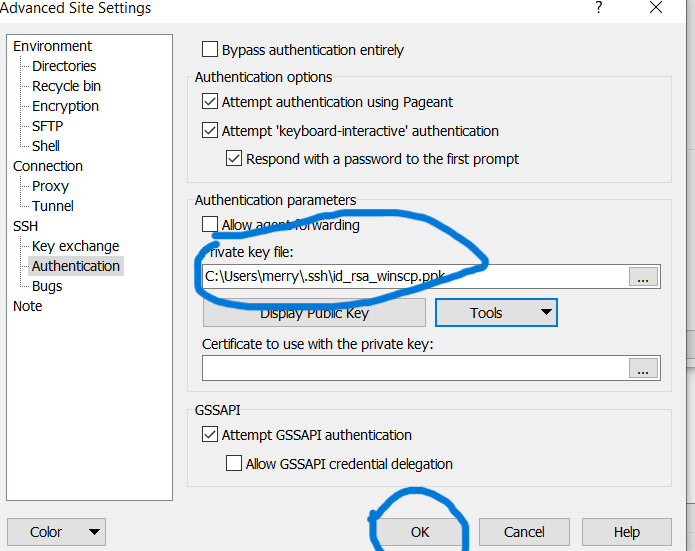 Advanced Site Settings
?
Environment
Directories
Recycle bin
Encryption
SFTP
Shell
Connection
Proxy
Tunnel
SSH
Key exchange
Authentication
Bugs
Note
Bypass authentication entirely
Authentication options
Attempt authentication using Pageant
Attempt 'keyboard-interactive' authentication
Respond with a password to the first prompt
Authentication parameters
Allow agent forwarding
Private key file:
C:\Users\merry\.ssh\id_rsa_winscp.ppk
...
Display Public Key
Tools
Certificate to use with the private key:
...
GSSAPI
Attempt GSSAPI authentication
Allow GSSAPI credential delegation
Color
OK
Cancel
Help